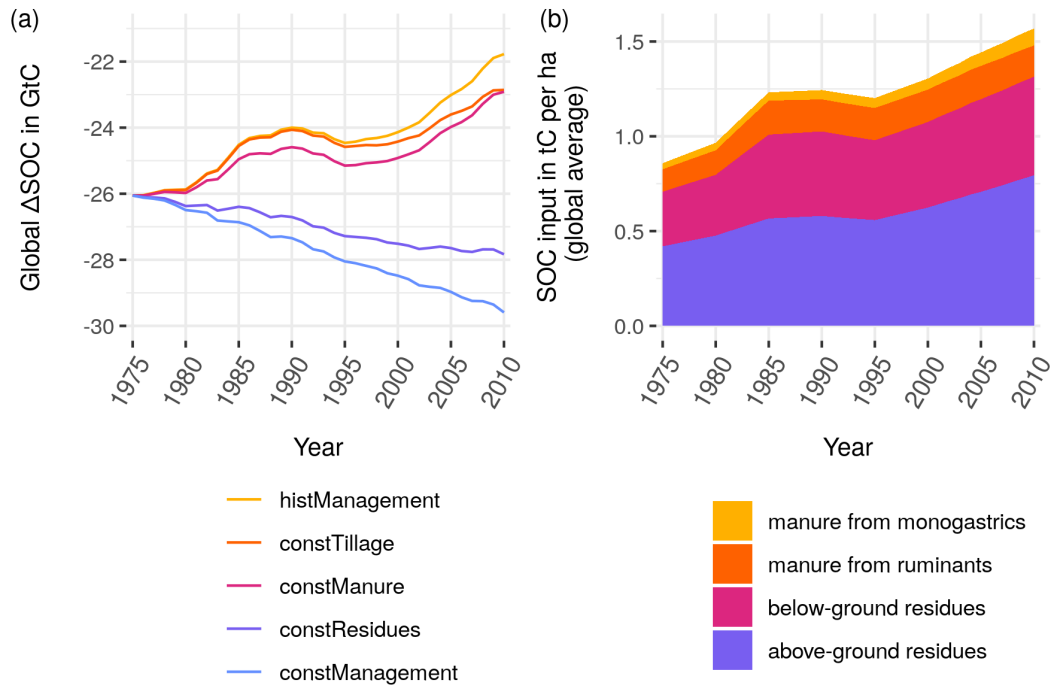 (a)
Global ΔSOC in GtC
-22
-24
-26
-28
-30
1975
1980
1985
1990
1995
2000
2005
2010
Year
histManagement
constTillage
constManure
constResidues
constManagement
(b)
SOC input in tC per ha
(global average)
1.5
1.0
0.5
0.0
1975
1980
1985
1990
1995
2000
2005
2010
Year
manure from monogastrics
manure from ruminants
below-ground residues
above-ground residues